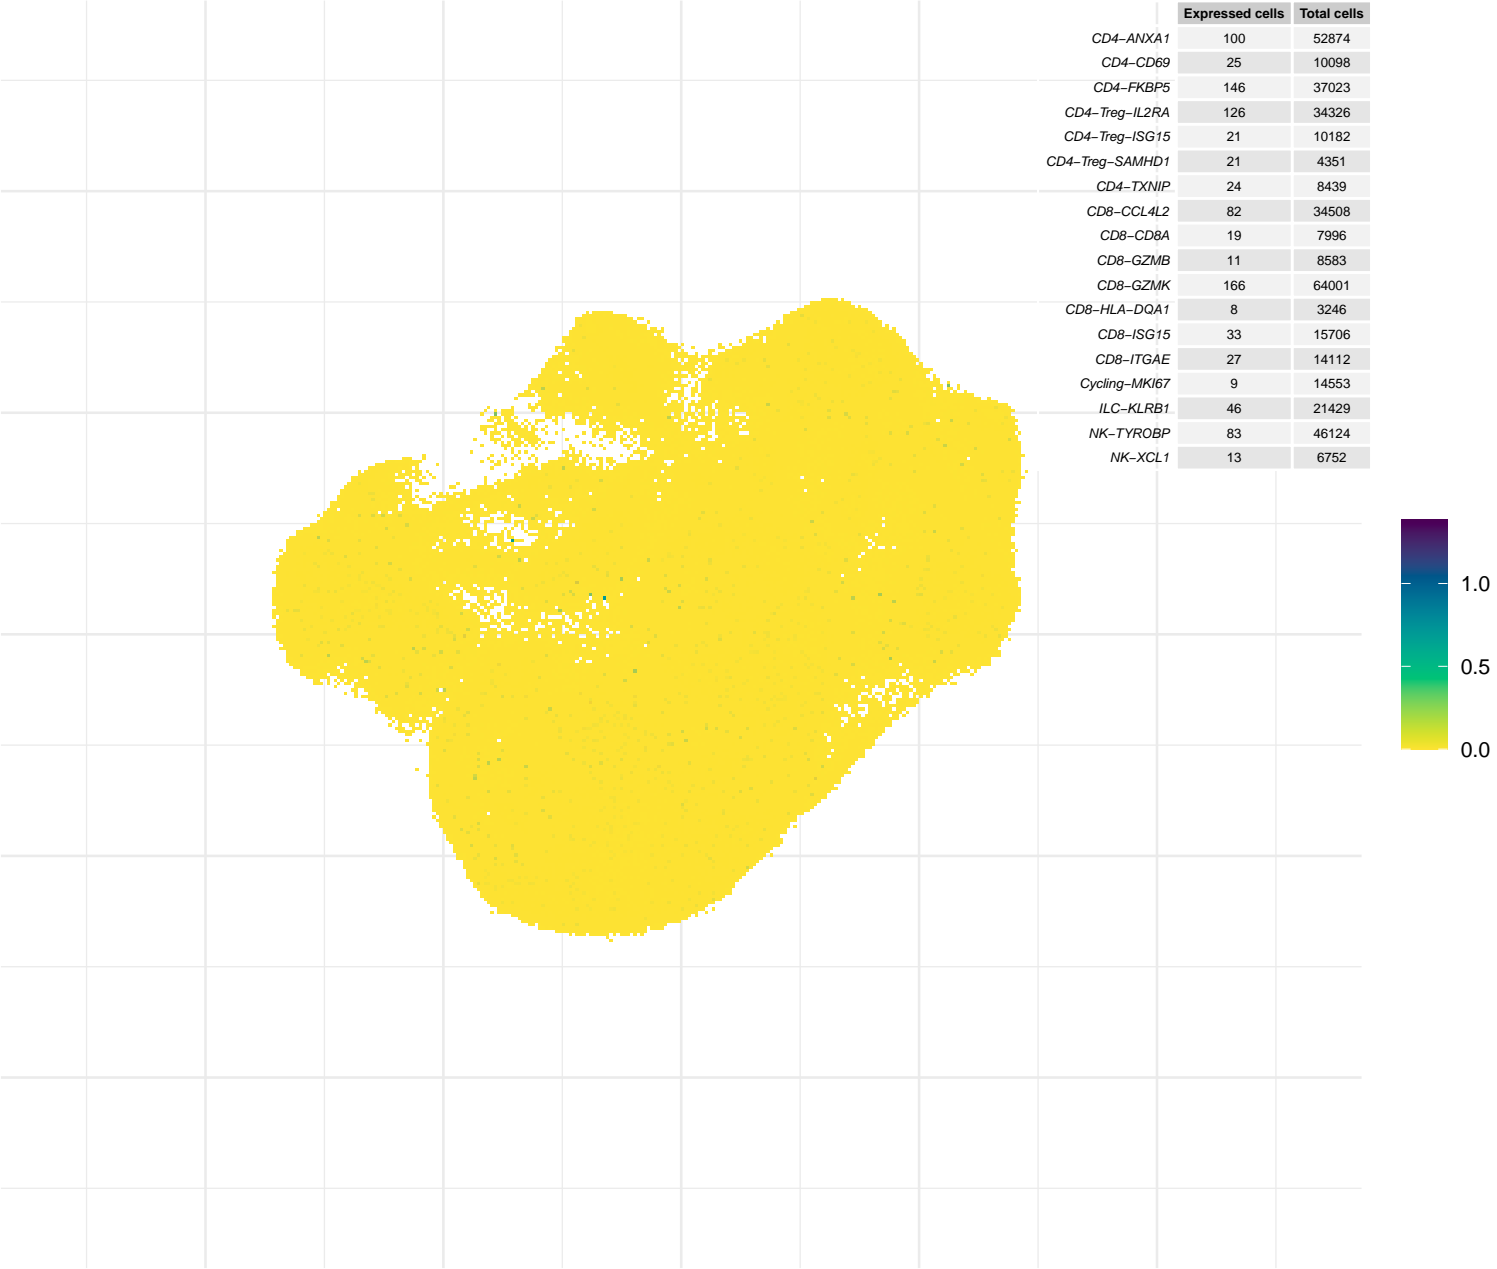 Expressed cells Total cells
CD4−ANXA1 100 52874
CD4−CD69 25 10098
CD4−FKBP5 146 37023
CD4−Treg−IL2RA 126 34326
CD4−Treg−ISG15 21 10182
CD4−Treg−SAMHD1 21 4351
CD4−TXNIP 24 8439
CD8−CCL4L2 82 34508
CD8−CD8A 19 7996
CD8−GZMB 11 8583
CD8−GZMK 166 64001
CD8−HLA−DQA1 8 3246
CD8−ISG15 33 15706
CD8−ITGAE 27 14112
Cycling−MKI67 9 14553
ILC−KLRB1 46 21429
NK−TYROBP 83 46124
NK−XCL1 13 6752
1.0
0.5
0.0